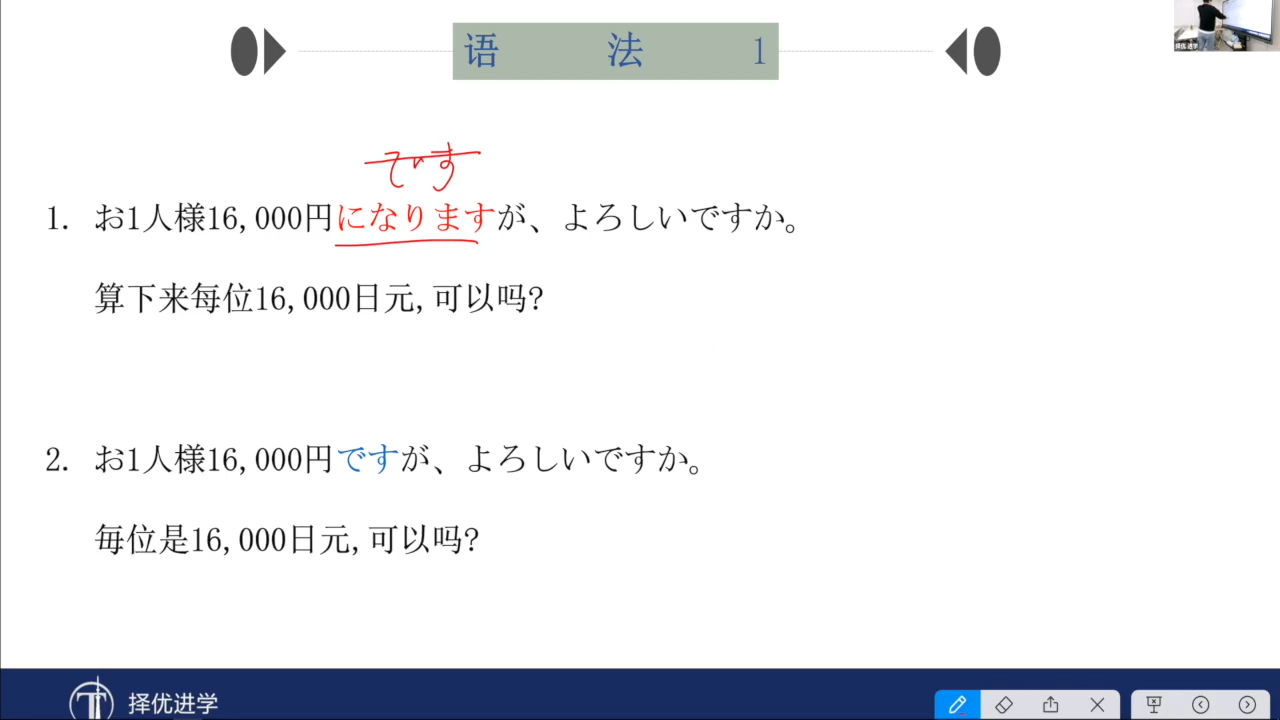 语 法 1
择优进学
です
1. お1人様16,000円になりますが、よろしいですか。
算下来每位16,000日元,可以吗?
2. お1人様16,000円ですが、よろしいですか。
每位是16,000日元,可以吗?
择优进学